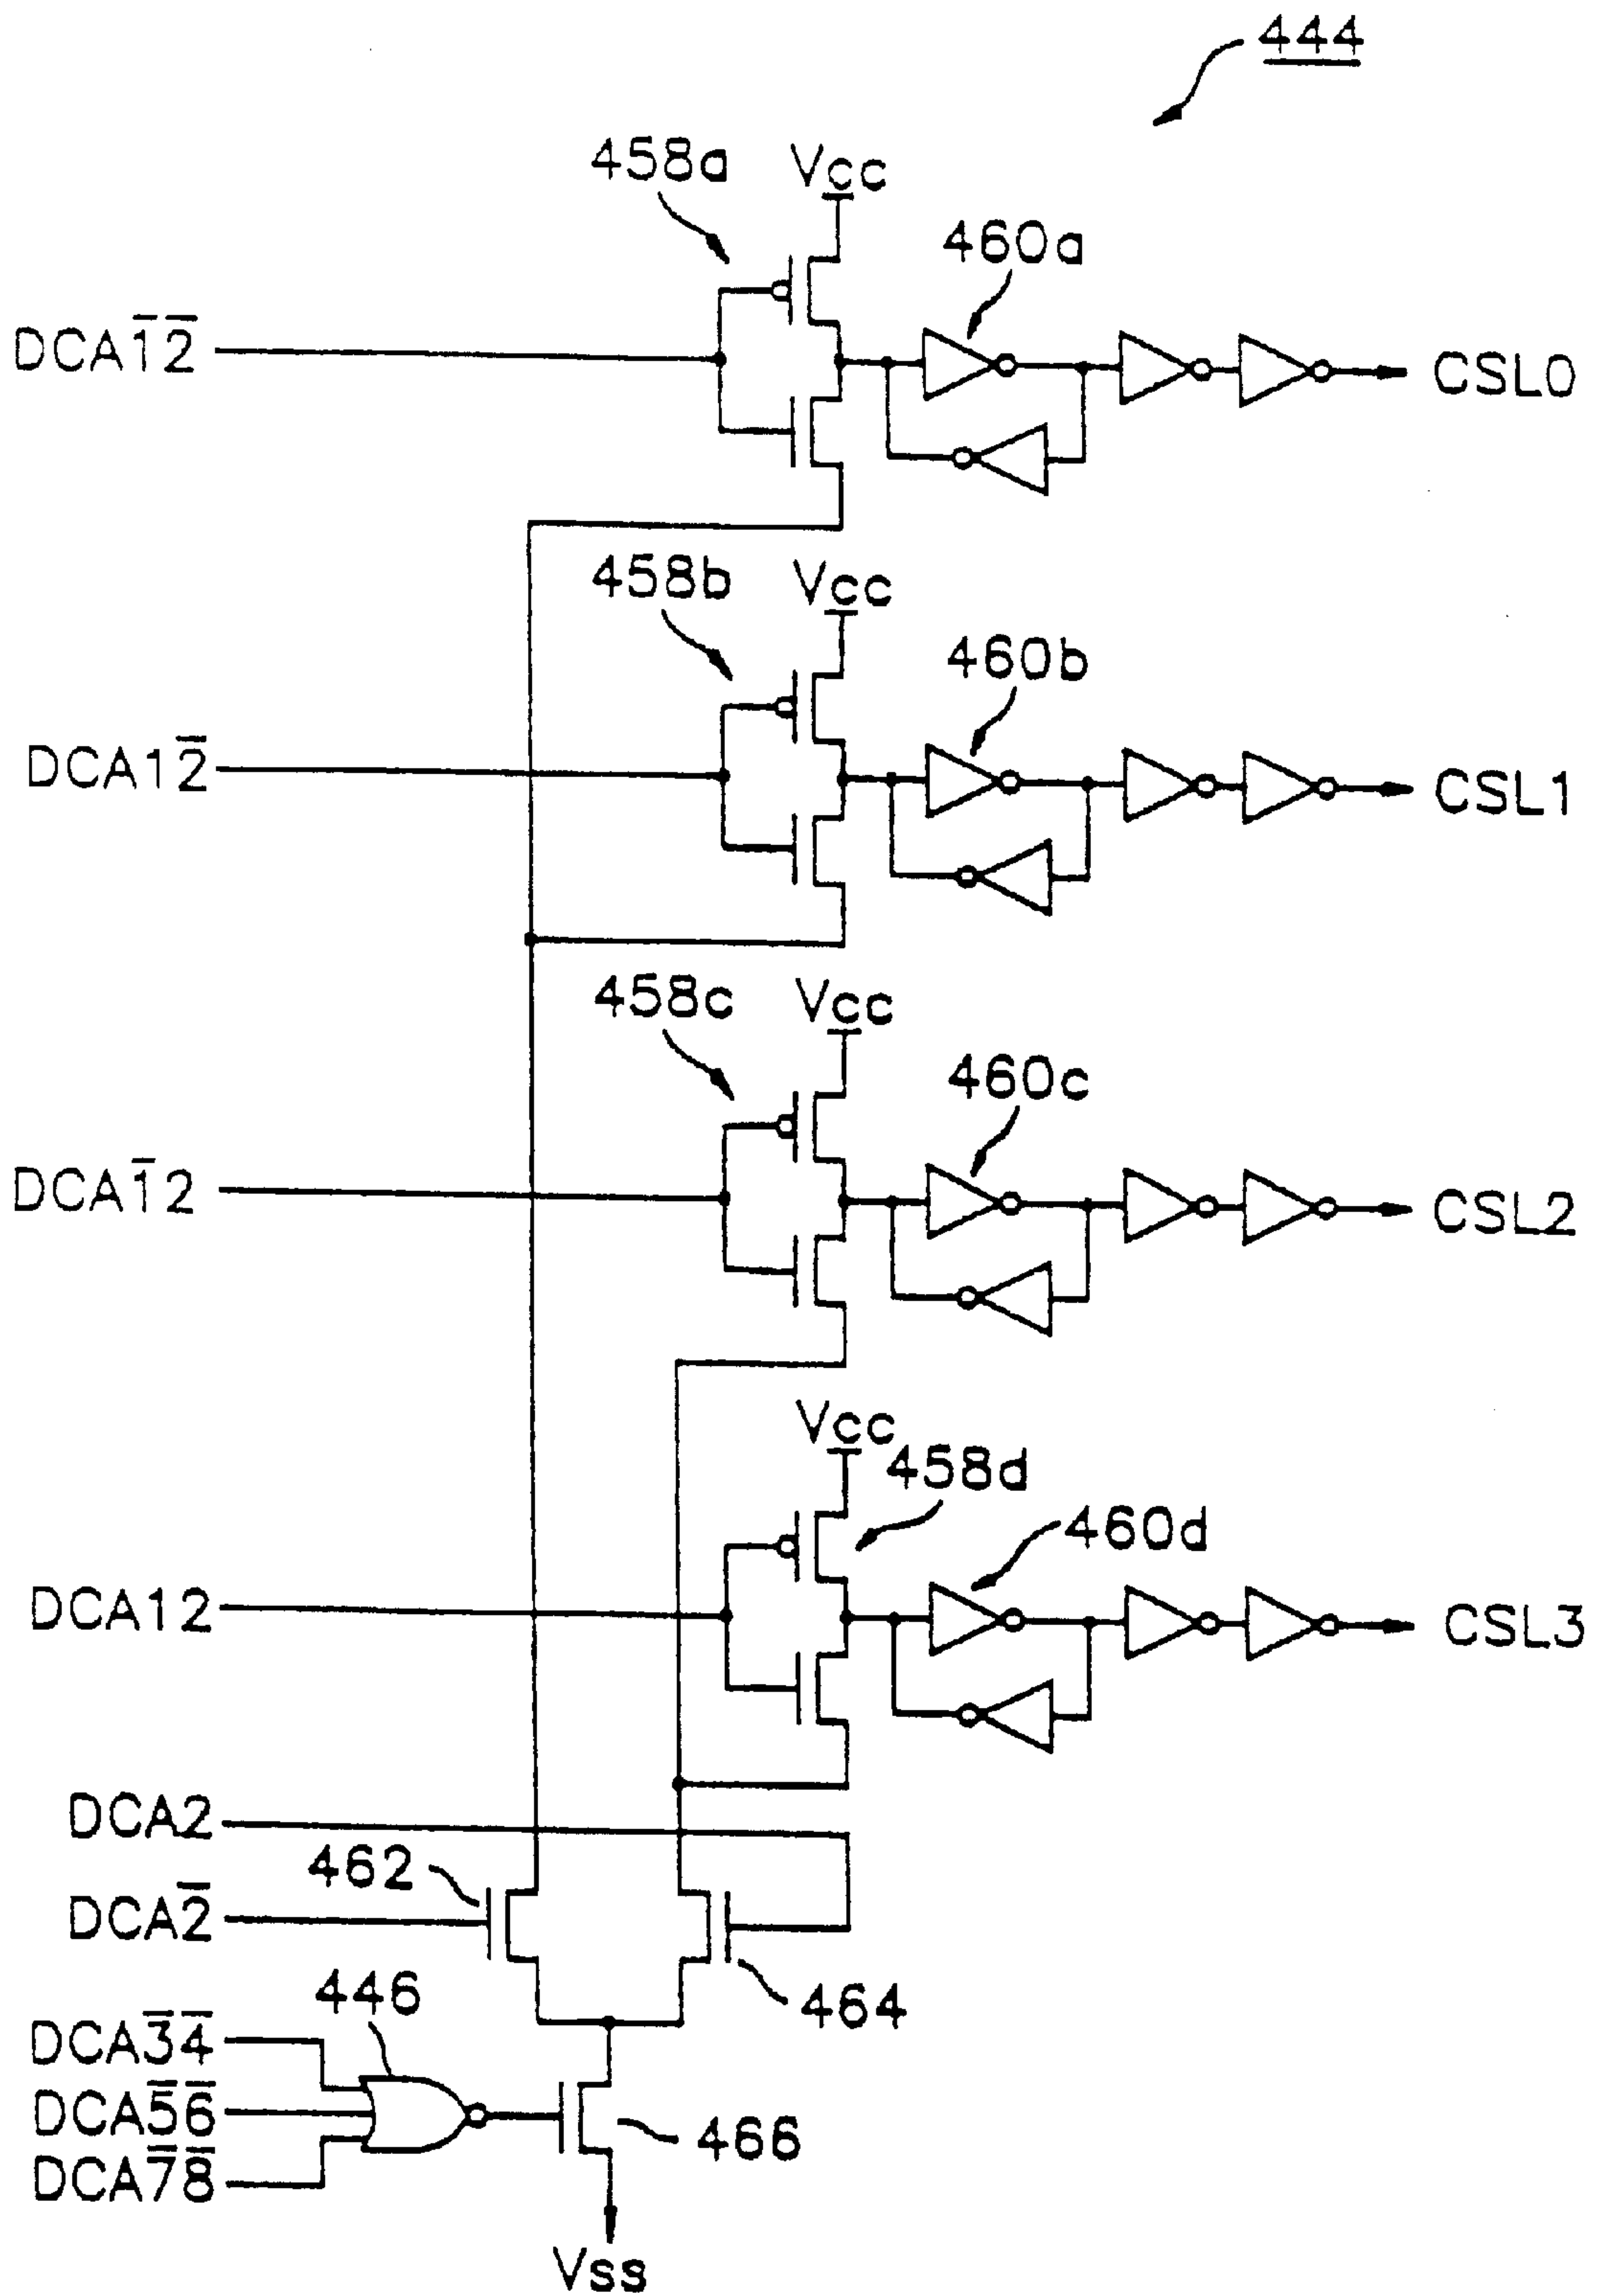 444
458a Vcc
460a
DCA1̅2̅ CSL0
458b Vcc
460b
DCA12̅ CSL1
458c Vcc
460c
DCA1̅2 CSL2
Vcc
458d
460d
DCA12 CSL3
DCA2
462
DCA2̅
446
464
DCA3̅4̅
DCA5̅6̅
466
DCA7̅8̅
Vss